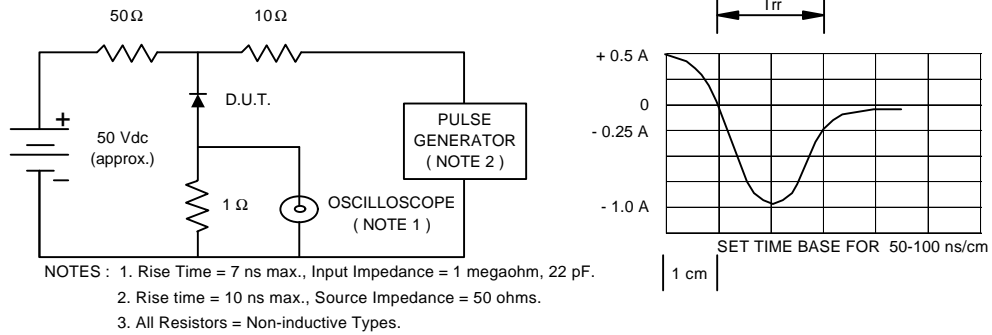 50 Ω
10 Ω
+
50 Vdc
(approx.)
D.U.T.
1 Ω
OSCILLOSCOPE
( NOTE 1 )
PULSE
GENERATOR
( NOTE 2 )
Trr
+ 0.5 A
0
- 0.25 A
- 1.0 A
SET TIME BASE FOR 50-100 ns/cm
1 cm
NOTES : 1. Rise Time = 7 ns max., Input Impedance = 1 megaohm, 22 pF.
2. Rise time = 10 ns max., Source Impedance = 50 ohms.
3. All Resistors = Non-inductive Types.